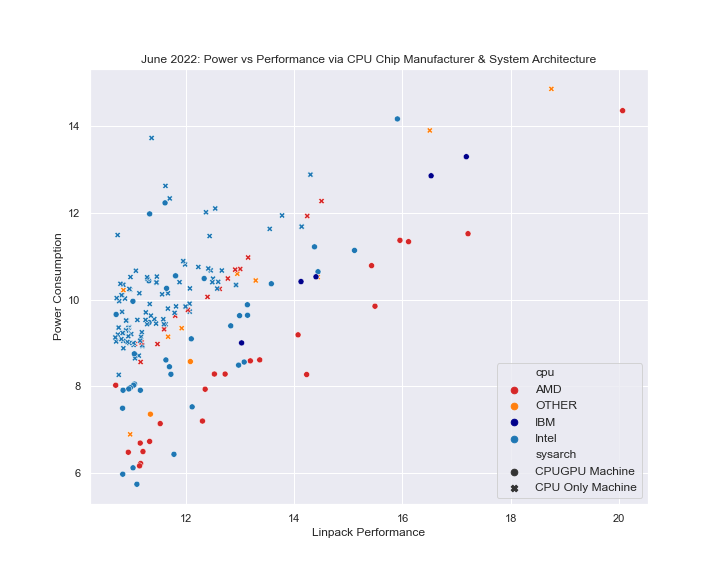 June 2022: Power vs Performance via CPU Chip Manufacturer & System Architecture
Power Consumption
14
12
10
8
6
12
14
16
18
20
Linpack Performance
cpu
AMD
OTHER
IBM
Intel
sysarch
CPUGPU Machine
CPU Only Machine